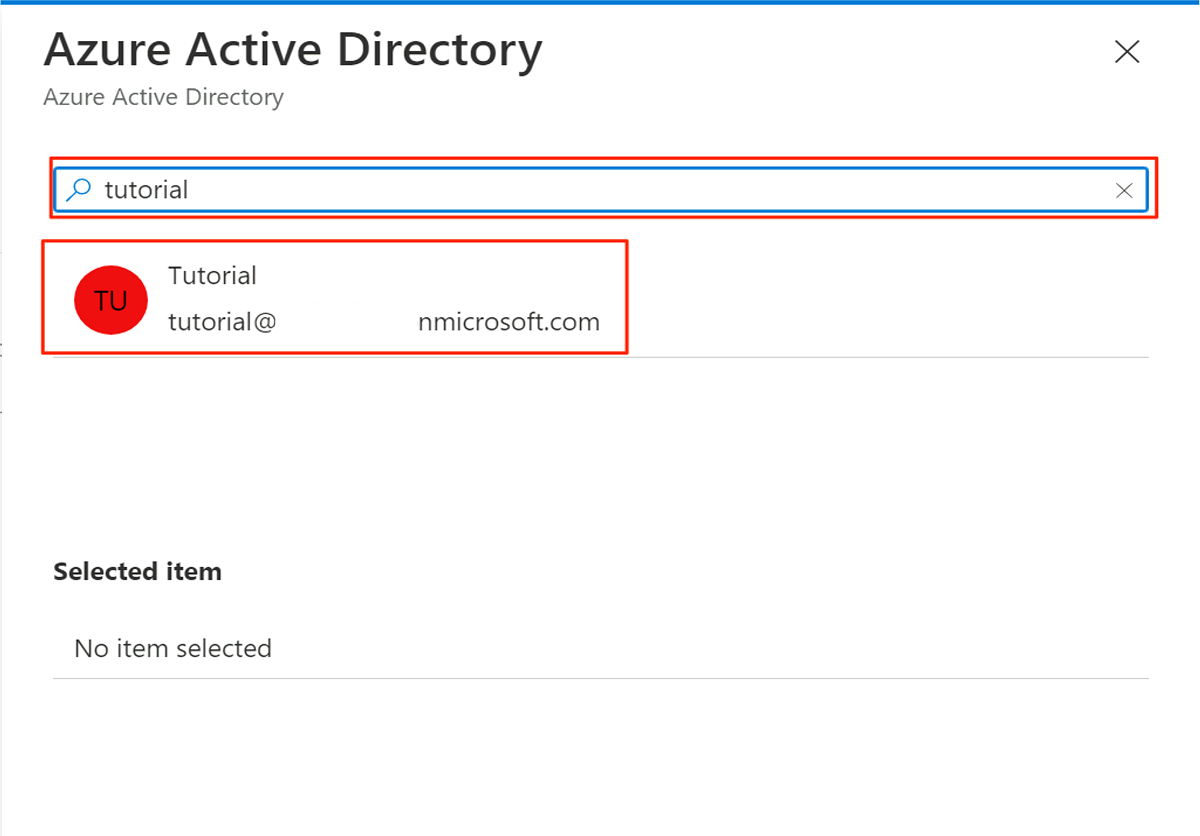 Azure Active Directory
Azure Active Directory
tutorial
TU
Tutorial
tutorial@ nmicrosoft.com
Selected item
No item selected